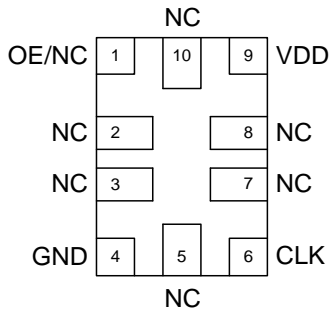 NC
OE/NC 1 10 9 VDD
NC 2 8 NC
NC 3 7 NC
GND 4 5 6 CLK
NC